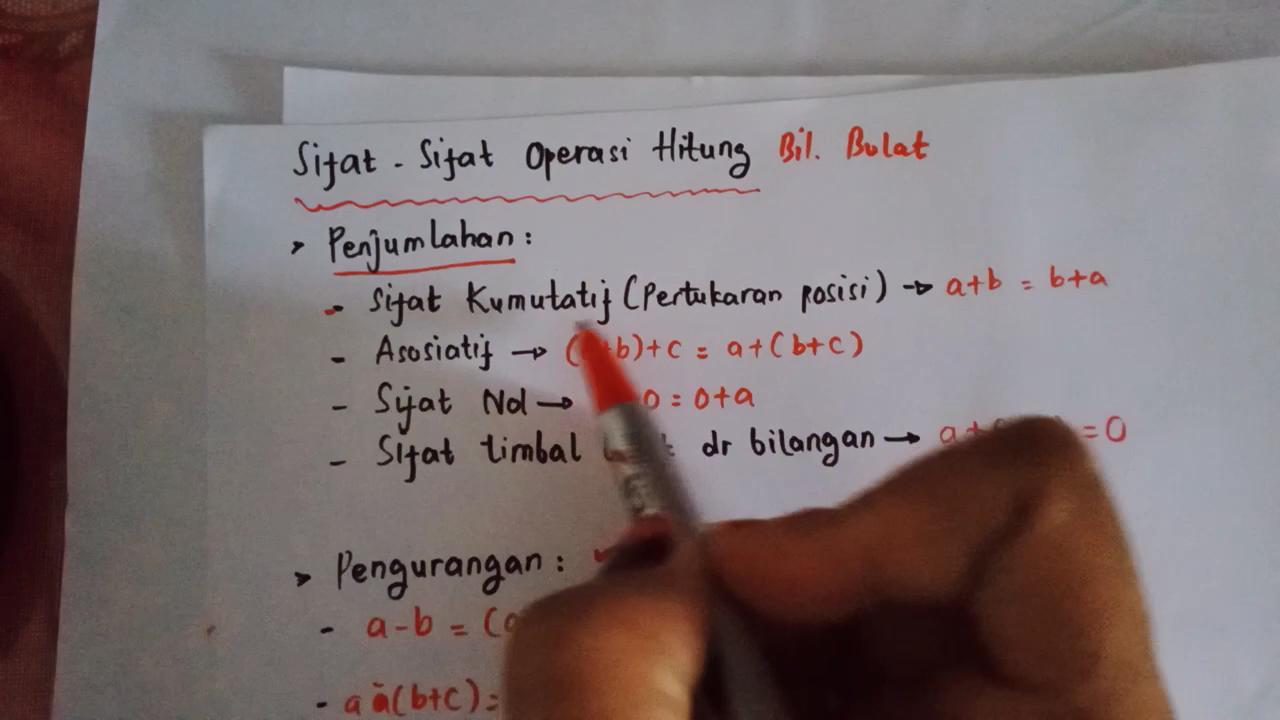 Sifat - Sifat Operasi Hitung Bil. Bulat
> Penjumlahan :
- Sifat Kumutatif (Pertukaran posisi) → a+b = b+a
- Asosiatif → ( +b)+c = a+(b+c)
- Sifat Nol → 0 = 0+a
- Sifat timbal dr bilangan → a+ =0
> Pengurangan :
- a-b = (a
- a (b+c)=